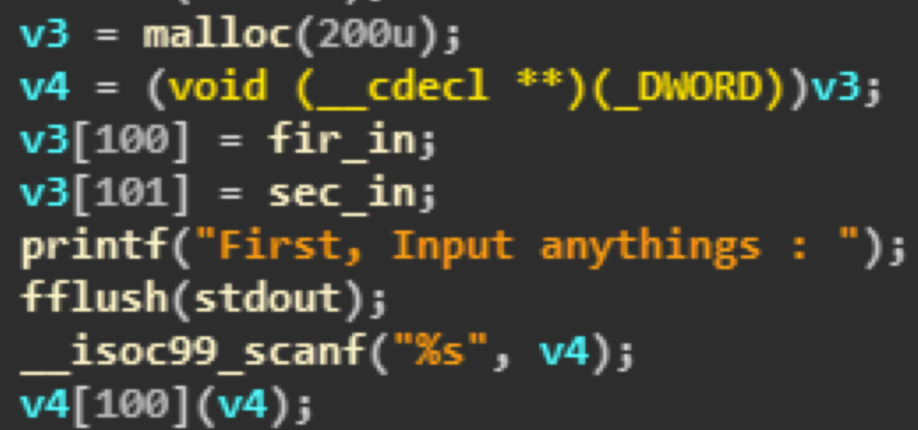 v3 = malloc(200u);
v4 = (void (__cdecl **)(_DWORD))v3;
v3[100] = fir_in;
v3[101] = sec_in;
printf("First, Input anythings : ");
fflush(stdout);
__isoc99_scanf("%s", v4);
v4[100](v4);